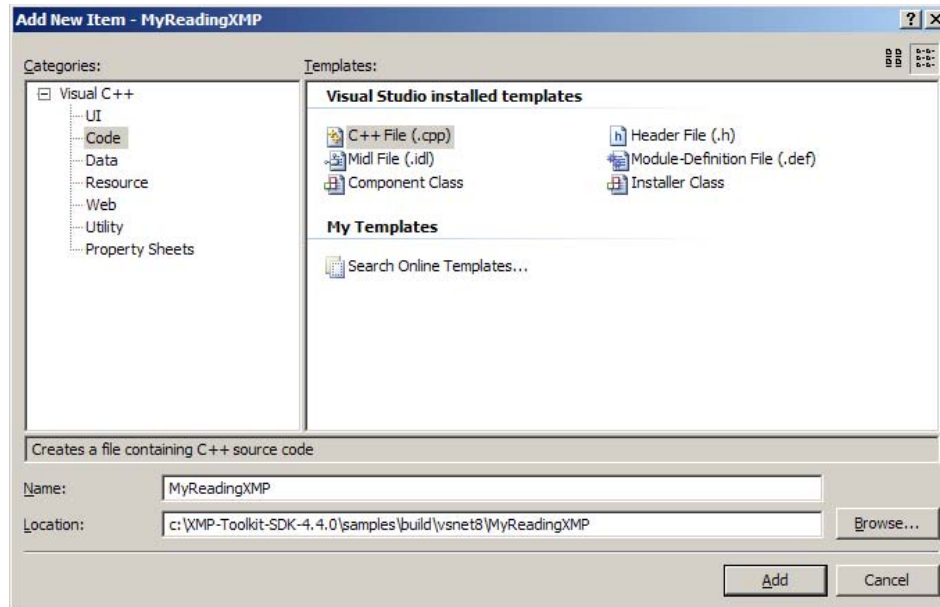 Add New Item - MyReadingXMP
Categories:
Templates:
Visual C++
UI
Code
Data
Resource
Web
Utility
Property Sheets
Visual Studio installed templates
C++ File (.cpp)
Header File (.h)
Midl File (.idl)
Module-Definition File (.def)
Component Class
Installer Class
My Templates
Search Online Templates...
Creates a file containing C++ source code
Name:
MyReadingXMP
Location:
c:\XMP-Toolkit-SDK-4.4.0\samples\build\vsnet8\MyReadingXMP
Browse...
Add
Cancel